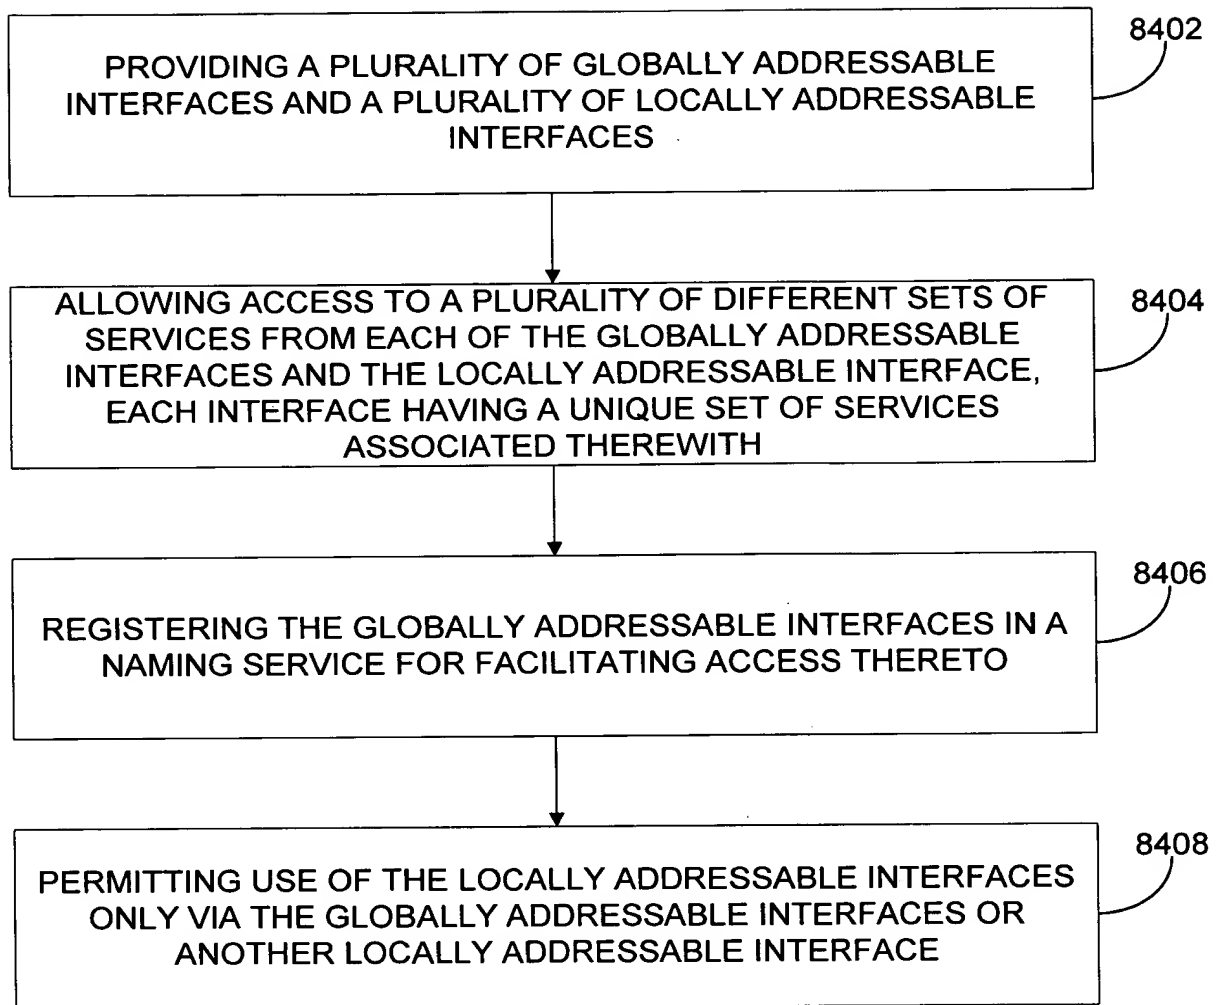 8402
PROVIDING A PLURALITY OF GLOBALLY ADDRESSABLE
INTERFACES AND A PLURALITY OF LOCALLY ADDRESSABLE
INTERFACES
8404
ALLOWING ACCESS TO A PLURALITY OF DIFFERENT SETS OF
SERVICES FROM EACH OF THE GLOBALLY ADDRESSABLE
INTERFACES AND THE LOCALLY ADDRESSABLE INTERFACE,
EACH INTERFACE HAVING A UNIQUE SET OF SERVICES
ASSOCIATED THEREWITH
8406
REGISTERING THE GLOBALLY ADDRESSABLE INTERFACES IN A
NAMING SERVICE FOR FACILITATING ACCESS THERETO
8408
PERMITTING USE OF THE LOCALLY ADDRESSABLE INTERFACES
ONLY VIA THE GLOBALLY ADDRESSABLE INTERFACES OR
ANOTHER LOCALLY ADDRESSABLE INTERFACE